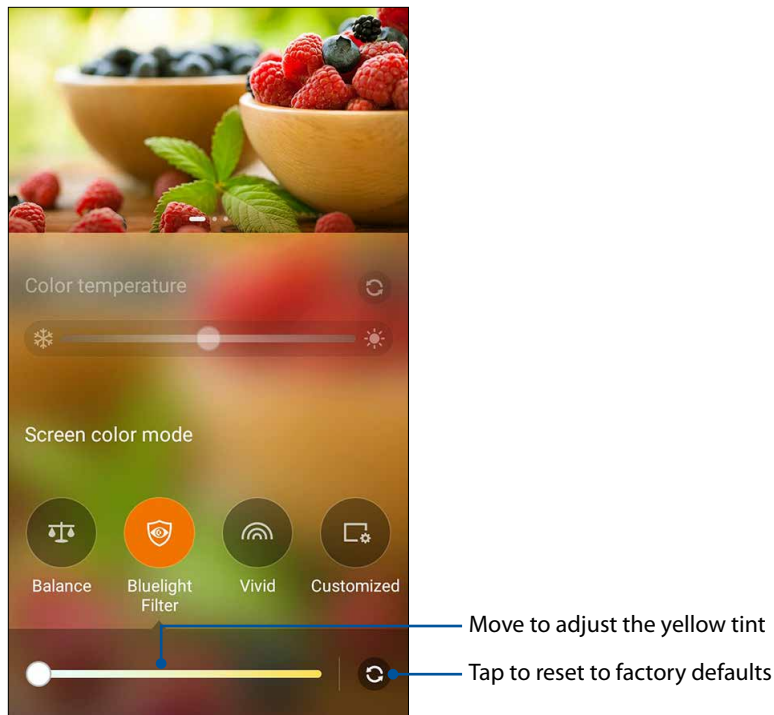 Color temperature
Screen color mode
Balance
Bluelight
Filter
Vivid
Customized
Move to adjust the yellow tint
Tap to reset to factory defaults